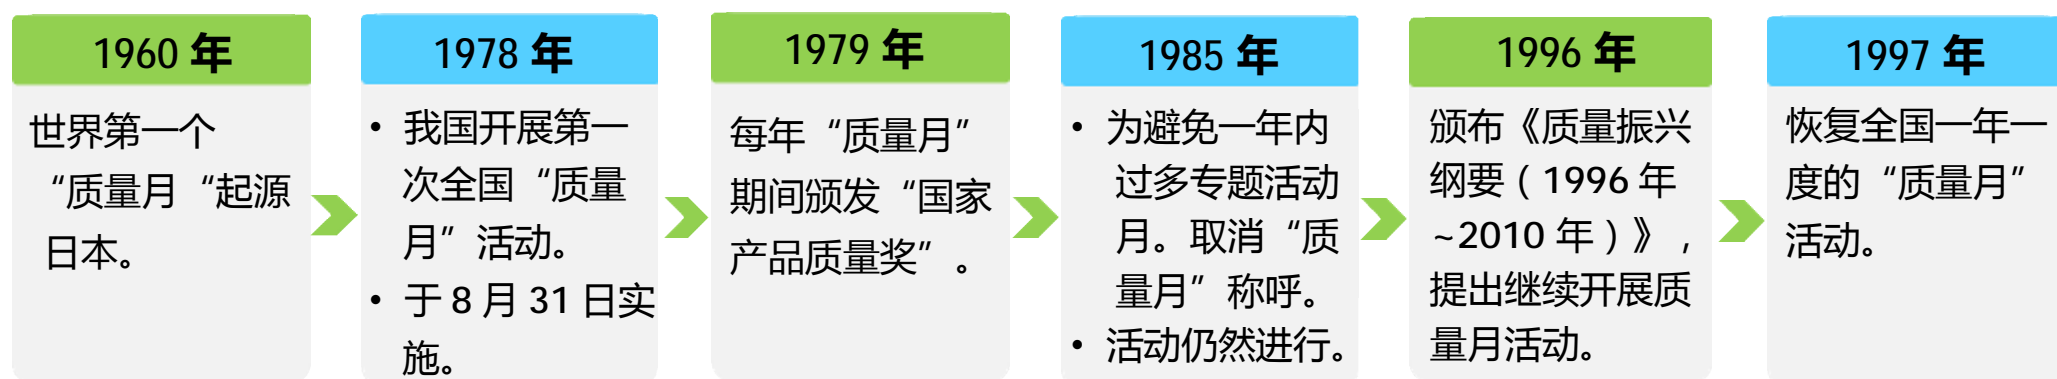 1960 年
世界第一个
“质量月“起源
日本。
1978 年
• 我国开展第一
次全国“质量
月”活动。
• 于 8 月 31 日实
施。
1979 年
每年“质量月”
期间颁发“国家
产品质量奖”。
1985 年
• 为避免一年内
过多专题活动
月。取消“质
量月”称呼。
• 活动仍然进行。
1996 年
颁布《质量振兴
纲要（1996 年
~2010 年）》，
提出继续开展质
量月活动。
1997 年
恢复全国一年一
度的“质量月”
活动。